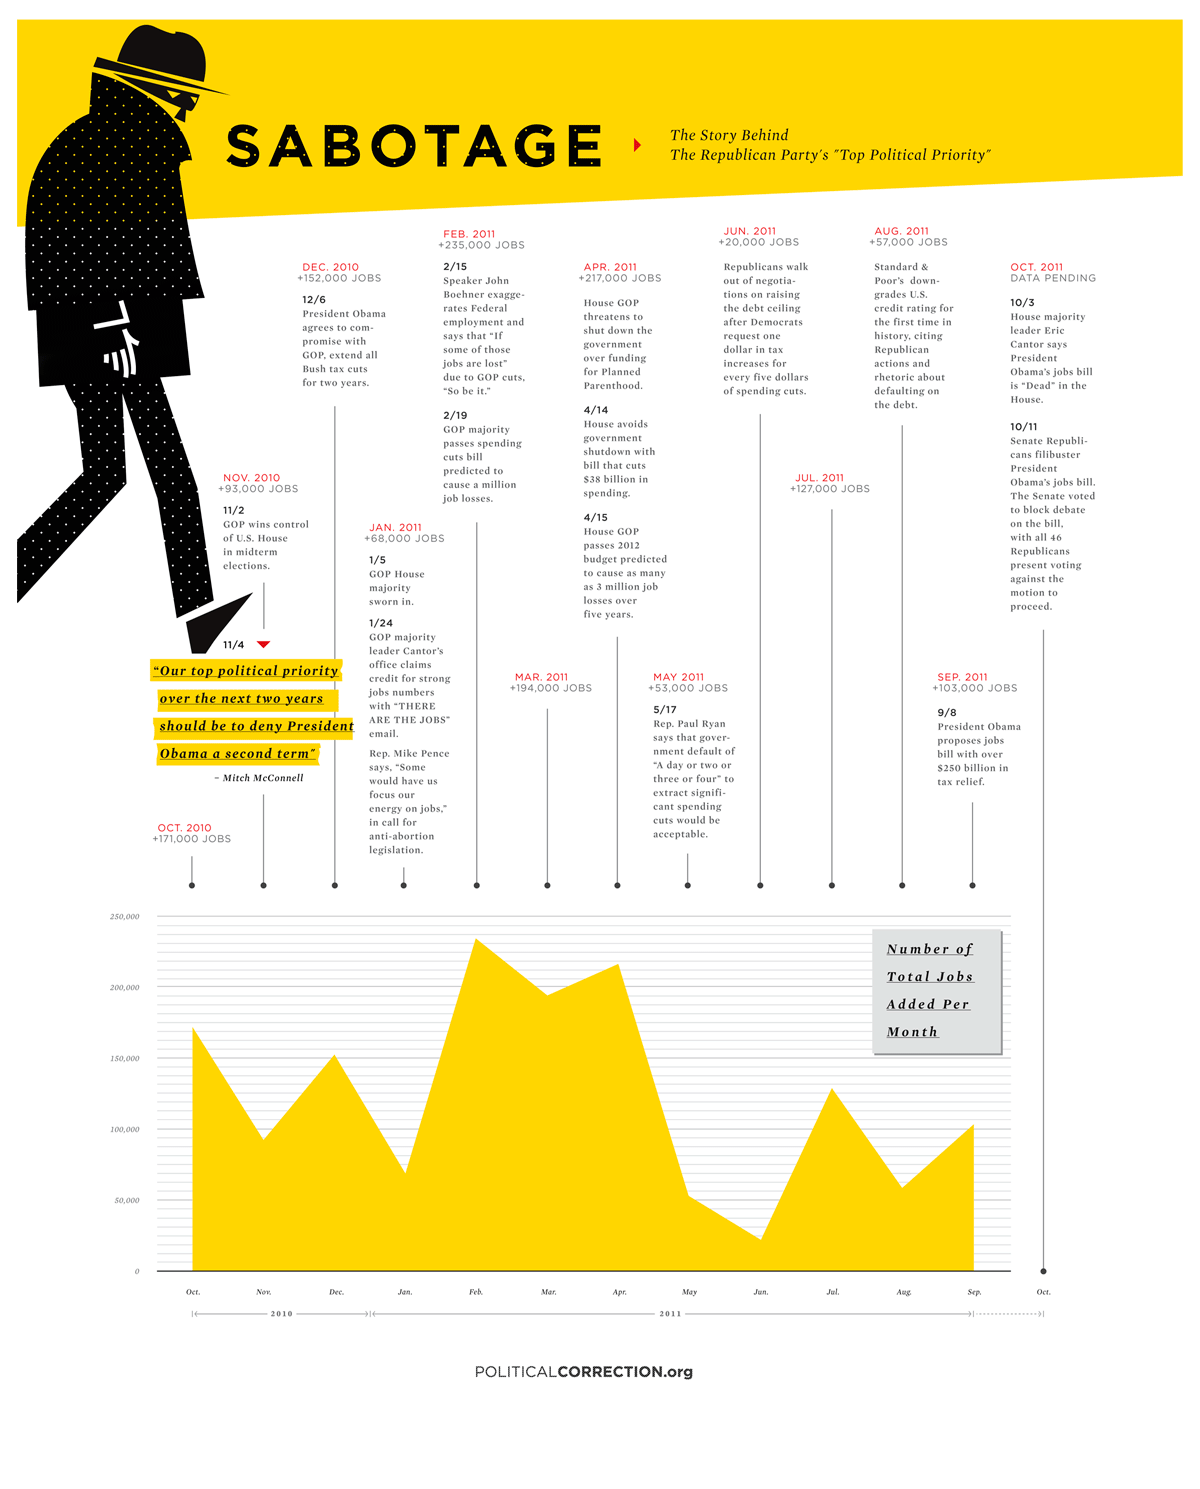 SABOTAGE
The Story Behind
The Republican Party's "Top Political Priority"
OCT. 2010
+171,000 JOBS
NOV. 2010
+93,000 JOBS
11/2
GOP wins control
of U.S. House
in midterm
elections.
11/4
“Our top political priority
over the next two years
should be to deny President
Obama a second term"
– Mitch McConnell
DEC. 2010
+152,000 JOBS
12/6
President Obama
agrees to com-
promise with
GOP, extend all
Bush tax cuts
for two years.
JAN. 2011
+68,000 JOBS
1/5
GOP House
majority
sworn in.
1/24
GOP majority
leader Cantor’s
office claims
credit for strong
jobs numbers
with “THERE
ARE THE JOBS”
email.
Rep. Mike Pence
says, “Some
would have us
focus our
energy on jobs,”
in call for
anti-abortion
legislation.
FEB. 2011
+235,000 JOBS
2/15
Speaker John
Boehner exagge-
rates Federal
employment and
says that “If
some of those
jobs are lost”
due to GOP cuts,
“So be it.”
2/19
GOP majority
passes spending
cuts bill
predicted to
cause a million
job losses.
MAR. 2011
+194,000 JOBS
APR. 2011
+217,000 JOBS
House GOP
threatens to
shut down the
government
over funding
for Planned
Parenthood.
4/14
House avoids
government
shutdown with
bill that cuts
$38 billion in
spending.
4/15
House GOP
passes 2012
budget predicted
to cause as many
as 3 million job
losses over
five years.
MAY 2011
+53,000 JOBS
5/17
Rep. Paul Ryan
says that gover-
nment default of
“A day or two or
three or four” to
extract signifi-
cant spending
cuts would be
acceptable.
JUN. 2011
+20,000 JOBS
Republicans walk
out of negotia-
tions on raising
the debt ceiling
after Democrats
request one
dollar in tax
increases for
every five dollars
of spending cuts.
JUL. 2011
+127,000 JOBS
AUG. 2011
+57,000 JOBS
Standard &
Poor’s down-
grades U.S.
credit rating for
the first time in
history, citing
Republican
actions and
rhetoric about
defaulting on
the debt.
SEP. 2011
+103,000 JOBS
9/8
President Obama
proposes jobs
bill with over
$250 billion in
tax relief.
OCT. 2011
DATA PENDING
10/3
House majority
leader Eric
Cantor says
President
Obama’s jobs bill
is “Dead” in the
House.
10/11
Senate Republi-
cans filibuster
President
Obama’s jobs bill.
The Senate voted
to block debate
on the bill,
with all 46
Republicans
present voting
against the
motion to
proceed.
Number of
Total Jobs
Added Per
Month
250,000
200,000
150,000
100,000
50,000
0
Oct. Nov. Dec. Jan. Feb. Mar. Apr. May Jun. Jul. Aug. Sep. Oct.
2010 2011
POLITICALCORRECTION.org